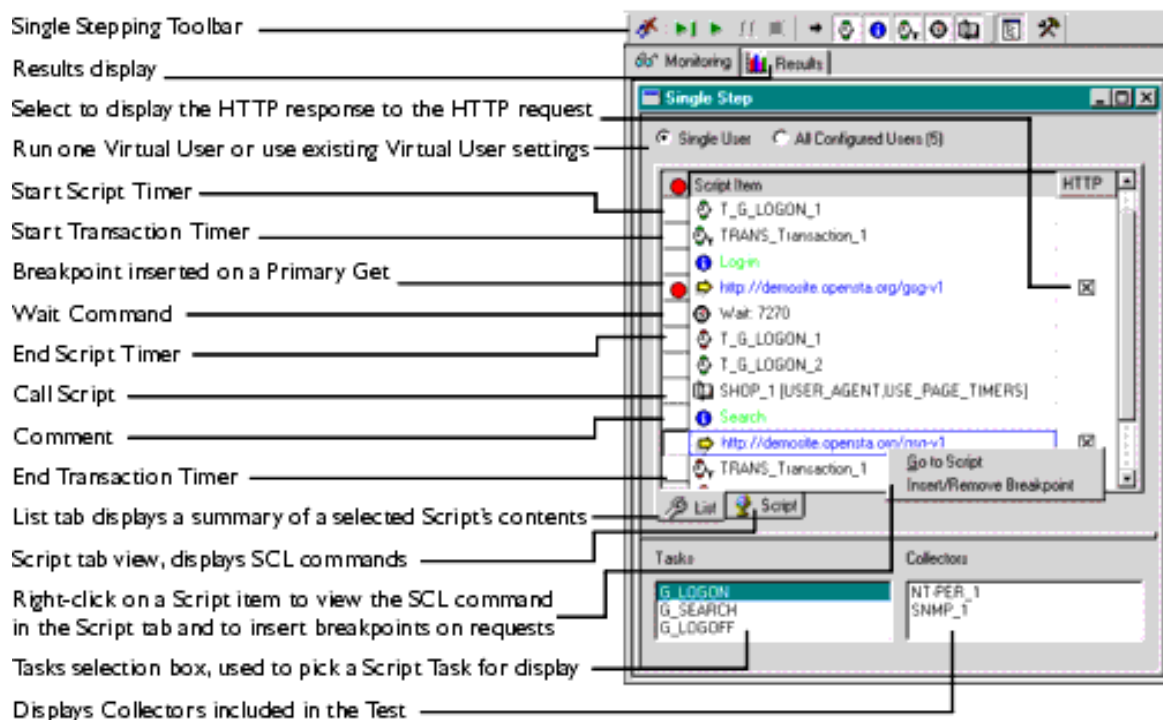 Single Stepping Toolbar
Results display
Select to display the HTTP response to the HTTP request
Run one Virtual User or use existing Virtual User settings
Start Script Timer
Start Transaction Timer
Breakpoint inserted on a Primary Get
Wait Command
End Script Timer
Call Script
Comment
End Transaction Timer
List tab displays a summary of a selected Script's contents
Script tab view, displays SCL commands
Right-click on a Script item to view the SCL command
in the Script tab and to insert breakpoints on requests
Tasks selection box, used to pick a Script Task for display
Displays Collectors included in the Test
Monitoring Results
Single Step
Single User All Configured Users (5)
Script Item HTTP
T_G_LOGON_1
TRANS_Transaction_1
Log-in
http://demosite.opensta.org/gsg-v1
Wait: 7270
T_G_LOGON_1
T_G_LOGON_2
SHOP_1 [USER_AGENT,USE_PAGE_TIMERS]
Search
http://demosite.opensta.org/gsg-v1
TRANS_Transaction_1
Go to Script
Insert/Remove Breakpoint
List Script
Tasks Collectors
G_LOGON
G_SEARCH
G_LOGOFF
NT-PER_1
SNMP_1